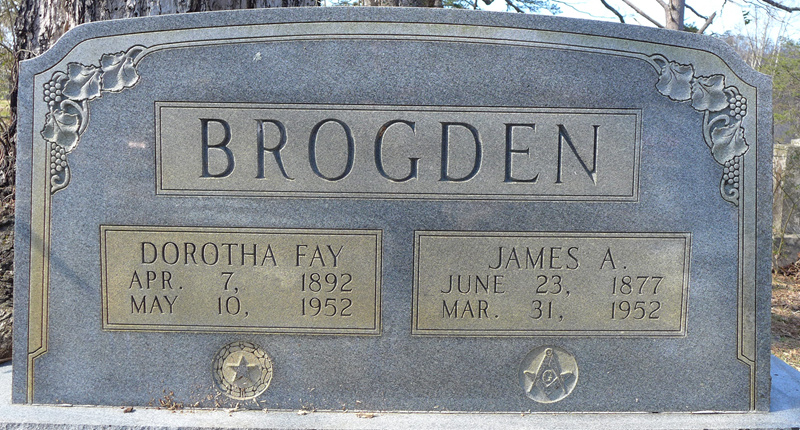 BROGDEN
DOROTHA FAY
APR. 7, 1892
MAY 10, 1952
JAMES A.
JUNE 23, 1877
MAR. 31, 1952
G